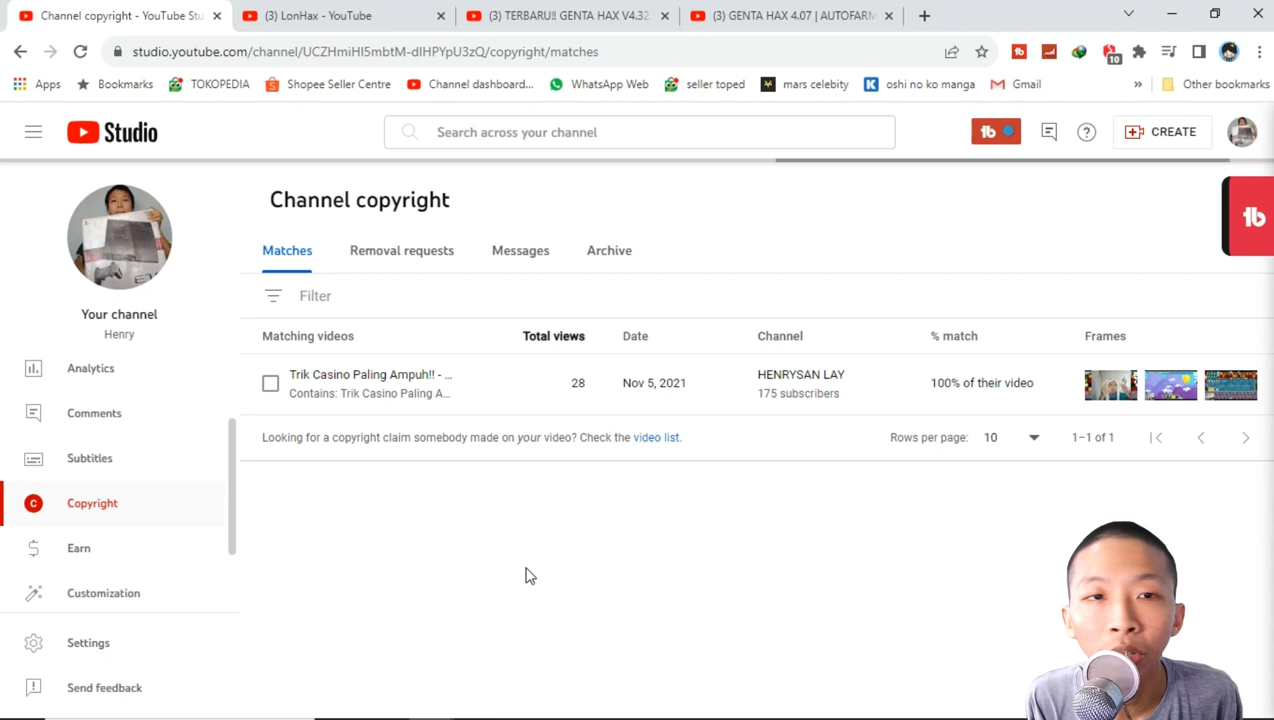 Channel copyright - YouTube Stu
(3) LonHax - YouTube
(3) TERBARU!! GENTA HAX V4.32
(3) GENTA HAX 4.07 | AUTOFARM
studio.youtube.com/channel/UCZHmiHI5mbtM-dIHPYpU3zQ/copyright/matches
10
Apps
Bookmarks
TOKOPEDIA
Shopee Seller Centre
Channel dashboard...
WhatsApp Web
seller toped
mars celebity
oshi no ko manga
Gmail
»
Other bookmarks
Studio
Search across your channel
tb
CREATE
tb
Channel copyright
Matches
Removal requests
Messages
Archive
Your channel
Henry
Filter
Matching videos
Total views
Date
Channel
% match
Frames
Trik Casino Paling Ampuh!! - ...
Contains: Trik Casino Paling A...
28
Nov 5, 2021
HENRYSAN LAY
175 subscribers
100% of their video
Looking for a copyright claim somebody made on your video? Check the video list.
Rows per page:
10
1–1 of 1
Analytics
Comments
Subtitles
C
Copyright
Earn
Customization
Settings
Send feedback